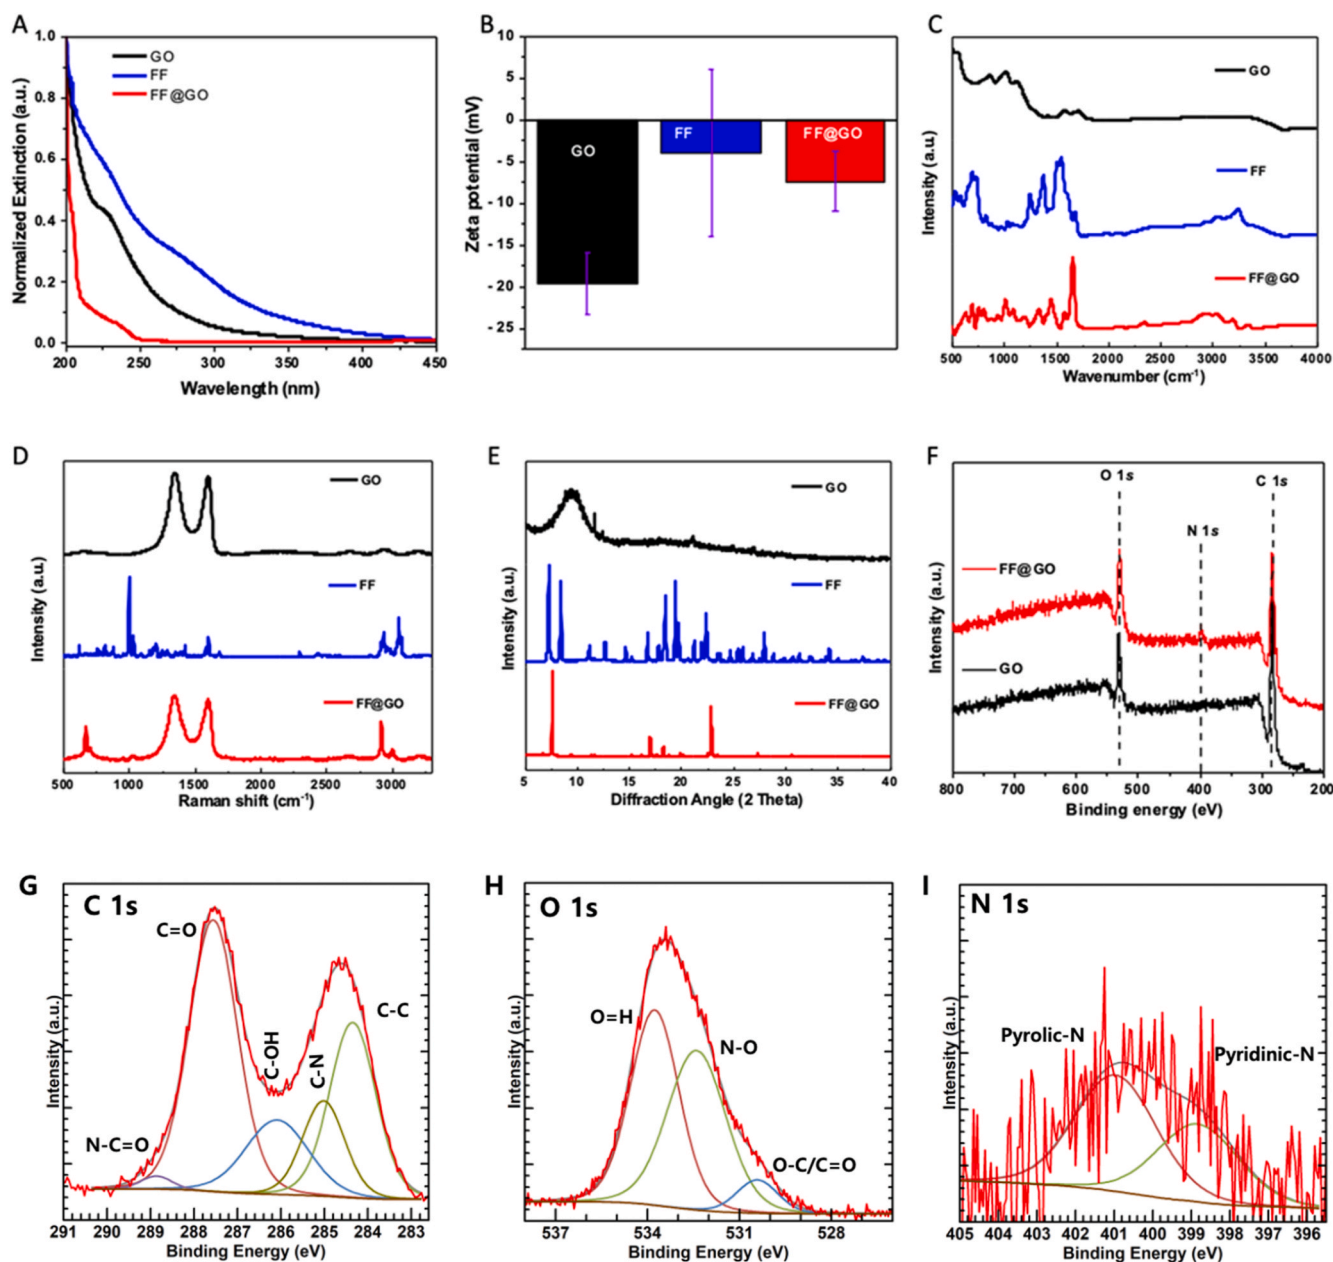 A
GO
FF
FF@GO
Normalized Extinction (a.u.)
1.0
0.8
0.6
0.4
0.2
0.0
200 250 300 350 400 450
Wavelength (nm)
B
Zeta potential (mV)
10
5
0
-5
-10
-15
-20
-25
GO
FF
FF@GO
C
GO
FF
FF@GO
Intensity (a.u.)
500 1000 1500 2000 2500 3000 3500 4000
Wavenumber (cm⁻¹)
D
GO
FF
FF@GO
Intensity (a.u.)
500 1000 1500 2000 2500 3000
Raman shift (cm⁻¹)
E
GO
FF
FF@GO
Intensity (a.u.)
5 10 15 20 25 30 35 40
Diffraction Angle (2 Theta)
F
O 1s
N 1s
C 1s
FF@GO
GO
Intensity (a.u.)
800 700 600 500 400 300 200
Binding energy (eV)
G
C 1s
C=O
C-OH
C-N
C-C
N-C=O
Intensity (a.u.)
291 289 287 286 285 284 283
Binding Energy (eV)
H
O 1s
O=H
N-O
O-C/C=O
Intensity (a.u.)
537 533 531 530 528
Binding Energy (eV)
I
N 1s
Pyrolic-N
Pyridinic-N
Intensity (a.u.)
405 404 403 402 401 400 399 398 397 396
Binding Energy (eV)